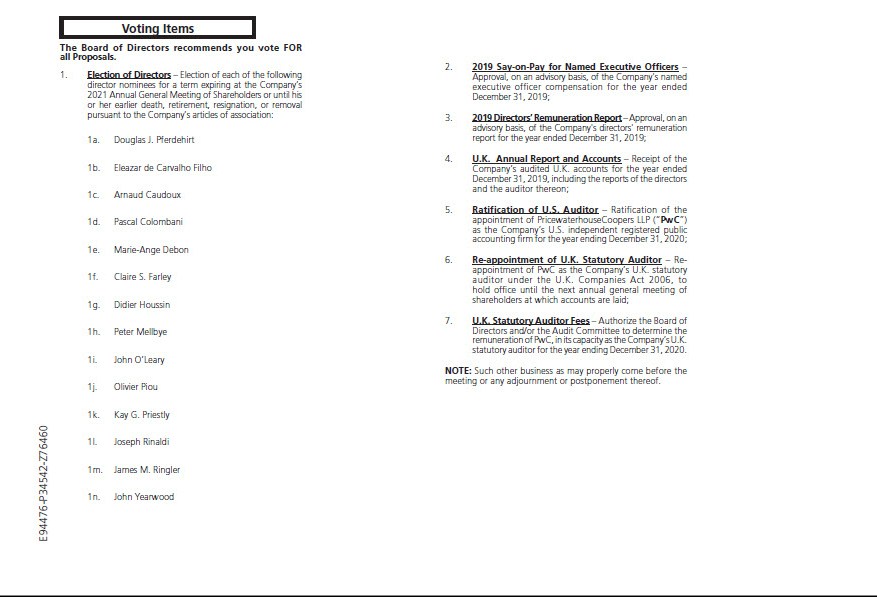 Voting Items
The Board of Directors recommends you vote FOR
all Proposals.
1. Election of Directors – Election of each of the following
director nominees for a term expiring at the Company's
2021 Annual General Meeting of Shareholders or until his
or her earlier death, retirement, resignation, or removal
pursuant to the Company's articles of association:
1a. Douglas J. Pferdehirt
1b. Eleazar de Carvalho Filho
1c. Arnaud Caudoux
1d. Pascal Colombani
1e. Marie-Ange Debon
1f. Claire S. Farley
1g. Didier Houssin
1h. Peter Mellbye
1i. John O'Leary
1j. Olivier Piou
1k. Kay G. Priestly
1l. Joseph Rinaldi
1m. James M. Ringler
1n. John Yearwood
2. 2019 Say-on-Pay for Named Executive Officers –
Approval, on an advisory basis, of the Company's named
executive officer compensation for the year ended
December 31, 2019;
3. 2019 Directors' Remuneration Report – Approval, on an
advisory basis, of the Company's directors' remuneration
report for the year ended December 31, 2019;
4. U.K. Annual Report and Accounts – Receipt of the
Company's audited U.K. accounts for the year ended
December 31, 2019, including the reports of the directors
and the auditor thereon;
5. Ratification of U.S. Auditor – Ratification of the
appointment of PricewaterhouseCoopers LLP ("PwC")
as the Company's U.S. independent registered public
accounting firm for the year ending December 31, 2020;
6. Re-appointment of U.K. Statutory Auditor – Re-
appointment of PwC as the Company's U.K. statutory
auditor under the U.K. Companies Act 2006, to
hold office until the next annual general meeting of
shareholders at which accounts are laid;
7. U.K. Statutory Auditor Fees – Authorize the Board of
Directors and/or the Audit Committee to determine the
remuneration of PwC, in its capacity as the Company's U.K.
statutory auditor for the year ending December 31, 2020.
NOTE: Such other business as may properly come before the
meeting or any adjournment or postponement thereof.
E94476-P34542-Z76460